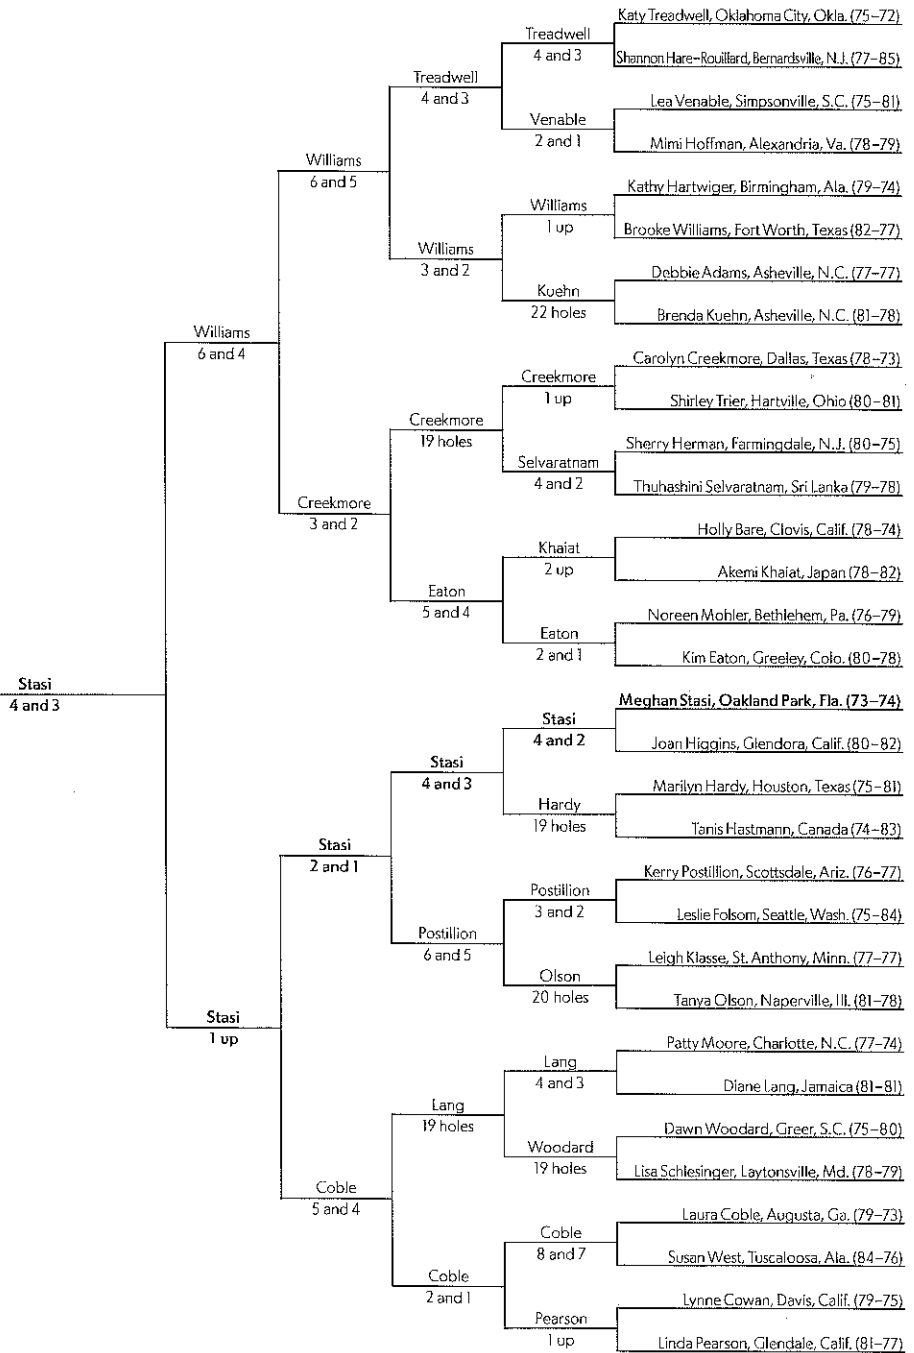 Katy Treadwell, Oklahoma City, Okla. (75–72)
Treadwell
4 and 3
Shannon Hare-Rouillard, Bernardsville, N.J. (77–85)
Treadwell
4 and 3
Lea Venable, Simpsonville, S.C. (75–81)
Venable
2 and 1
Mimi Hoffman, Alexandria, Va. (78–79)
Williams
6 and 5
Kathy Hartwiger, Birmingham, Ala. (79–74)
Williams
1 up
Brooke Williams, Fort Worth, Texas (82–77)
Williams
3 and 2
Debbie Adams, Asheville, N.C. (77–77)
Kuehn
22 holes
Brenda Kuehn, Asheville, N.C. (81–78)
Williams
6 and 4
Carolyn Creekmore, Dallas, Texas (78–73)
Creekmore
1 up
Shirley Trier, Hartville, Ohio (80–81)
Creekmore
19 holes
Sherry Herman, Farmingdale, N.J. (80–75)
Selvaratnam
4 and 2
Thuhashini Selvaratnam, Sri Lanka (79–78)
Creekmore
3 and 2
Holly Bare, Clovis, Calif. (78–74)
Khaiat
2 up
Akemi Khaiat, Japan (78–82)
Eaton
5 and 4
Noreen Mohler, Bethlehem, Pa. (76–79)
Eaton
2 and 1
Kim Eaton, Greeley, Colo. (80–78)
Stasi
4 and 3
Meghan Stasi, Oakland Park, Fla. (73–74)
Stasi
4 and 2
Joan Higgins, Glendora, Calif. (80–82)
Stasi
4 and 3
Marilyn Hardy, Houston, Texas (75–81)
Hardy
19 holes
Tanis Hastmann, Canada (74–83)
Stasi
2 and 1
Kerry Postillion, Scottsdale, Ariz. (76–77)
Postillion
3 and 2
Leslie Folsom, Seattle, Wash. (75–84)
Postillion
6 and 5
Leigh Klasse, St. Anthony, Minn. (77–77)
Olson
20 holes
Tanya Olson, Naperville, Ill. (81–78)
Stasi
1 up
Patty Moore, Charlotte, N.C. (77–74)
Lang
4 and 3
Diane Lang, Jamaica (81–81)
Lang
19 holes
Dawn Woodard, Greer, S.C. (75–80)
Woodard
19 holes
Lisa Schlesinger, Laytonsville, Md. (78–79)
Coble
5 and 4
Laura Coble, Augusta, Ga. (79–73)
Coble
8 and 7
Susan West, Tuscaloosa, Ala. (84–76)
Coble
2 and 1
Lynne Cowan, Davis, Calif. (79–75)
Pearson
1 up
Linda Pearson, Glendale, Calif. (81–77)